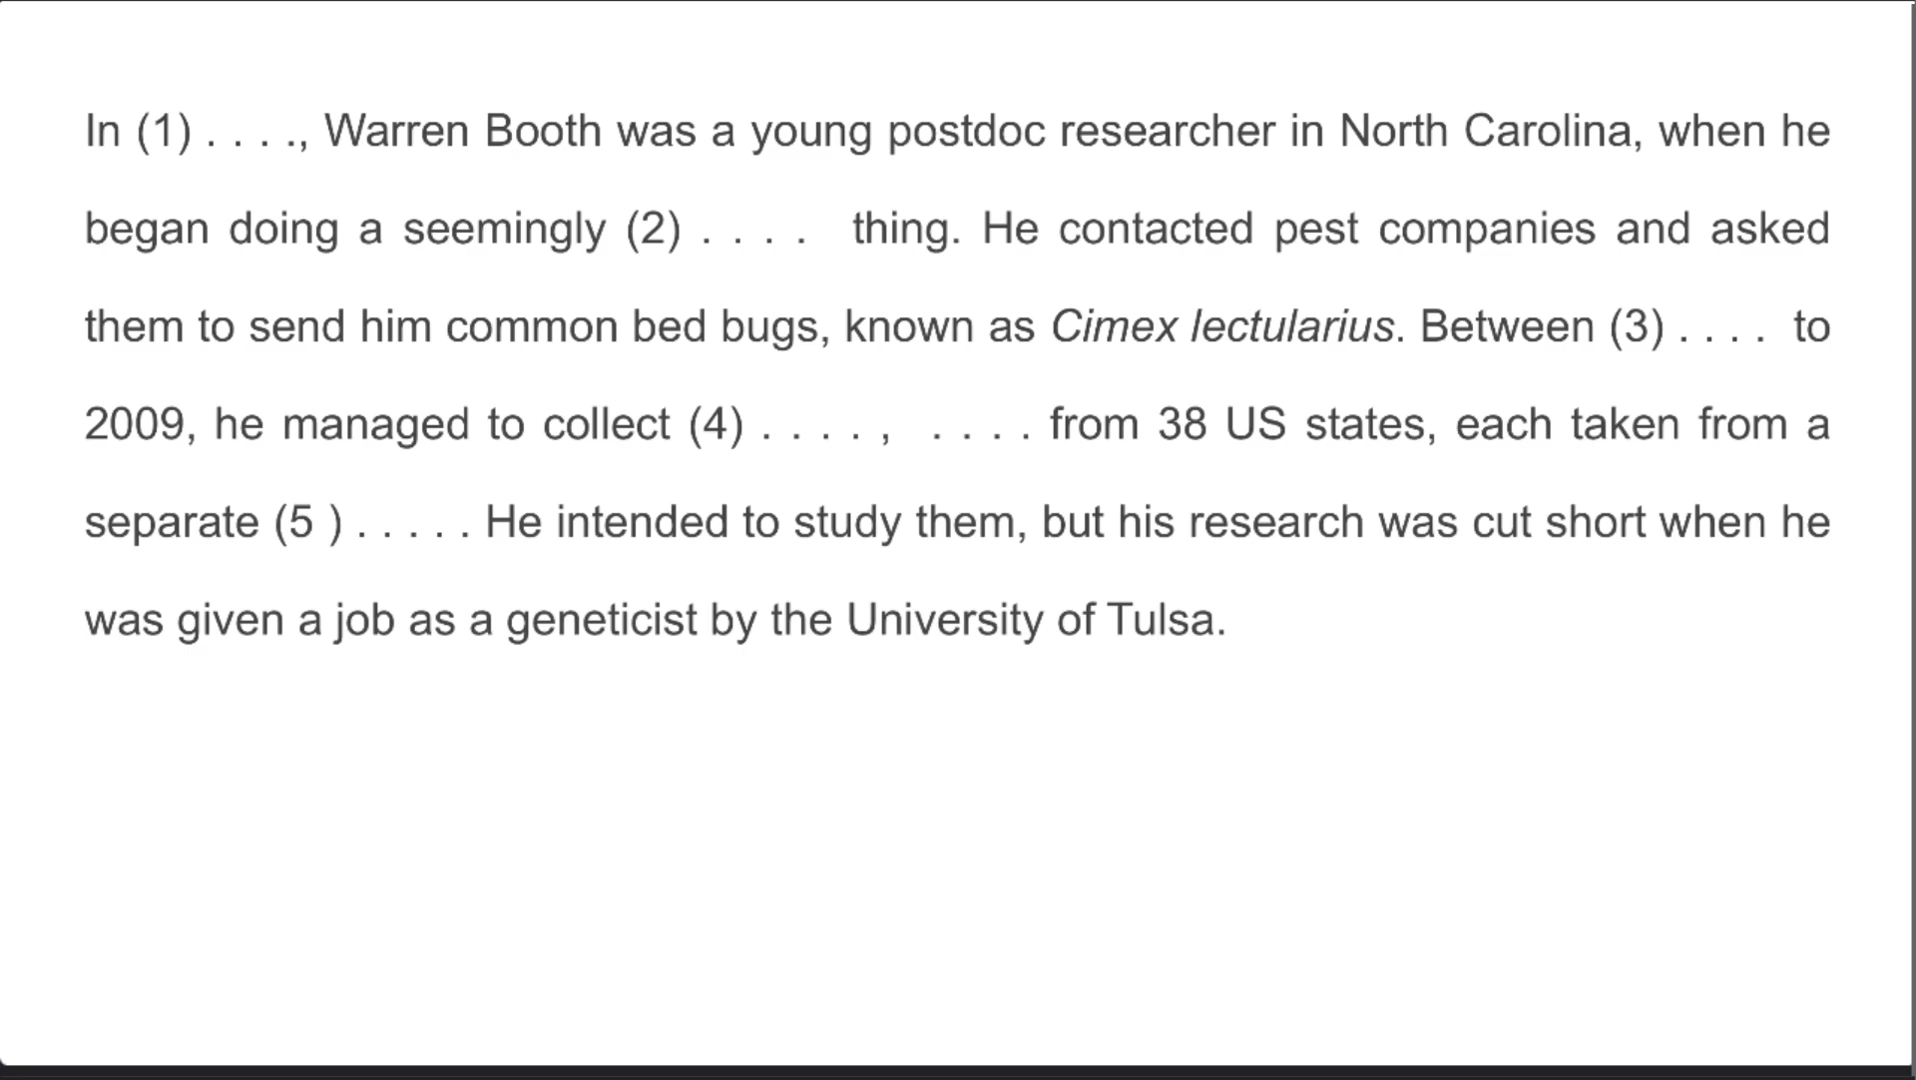 In (1) . . . ., Warren Booth was a young postdoc researcher in North Carolina, when he
began doing a seemingly (2) . . . . thing. He contacted pest companies and asked
them to send him common bed bugs, known as Cimex lectularius. Between (3) . . . . to
2009, he managed to collect (4) . . . . , . . . . from 38 US states, each taken from a
separate (5 ) . . . . . He intended to study them, but his research was cut short when he
was given a job as a geneticist by the University of Tulsa.